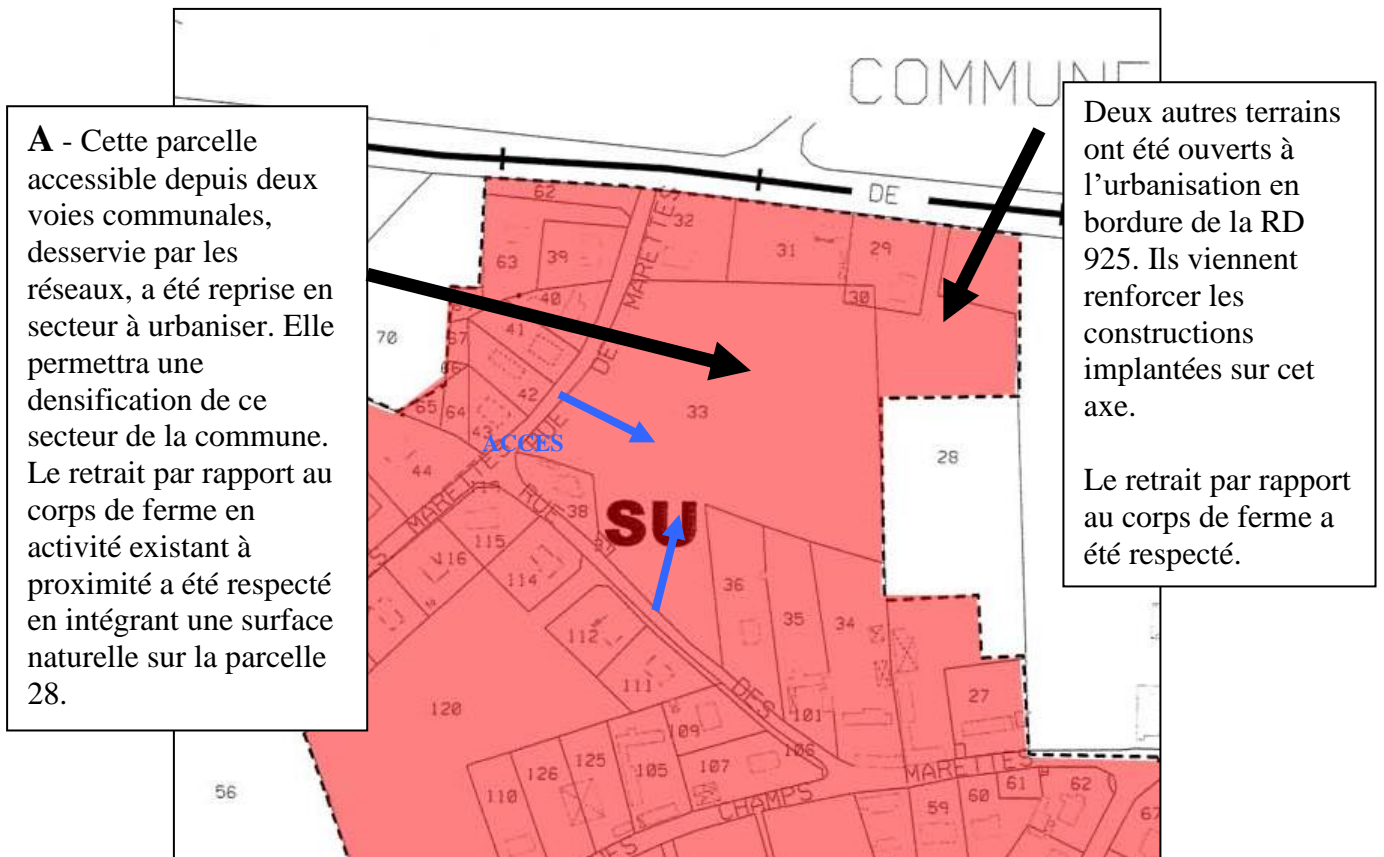 COMMUNE
DE
A - Cette parcelle
accessible depuis deux
voies communales,
desservie par les
réseaux, a été reprise en
secteur à urbaniser. Elle
permettra une
densification de ce
secteur de la commune.
Le retrait par rapport au
corps de ferme en
activité existant à
proximité a été respecté
en intégrant une surface
naturelle sur la parcelle
28.
Deux autres terrains
ont été ouverts à
l’urbanisation en
bordure de la RD
925. Ils viennent
renforcer les
constructions
implantées sur cet
axe.
Le retrait par rapport
au corps de ferme a
été respecté.
62
32
31
29
63
39
30
40
41
67
70
66
42
65
64
43
33
44
28
RUE DE MARETTES
ACCES
MARETTES
RUE
DES
SU
38
37
115
116
114
36
35
34
112
111
27
120
109
101
106
126
125
105
107
110
56
CHAMPS
MARETTES
61
62
60
59
67